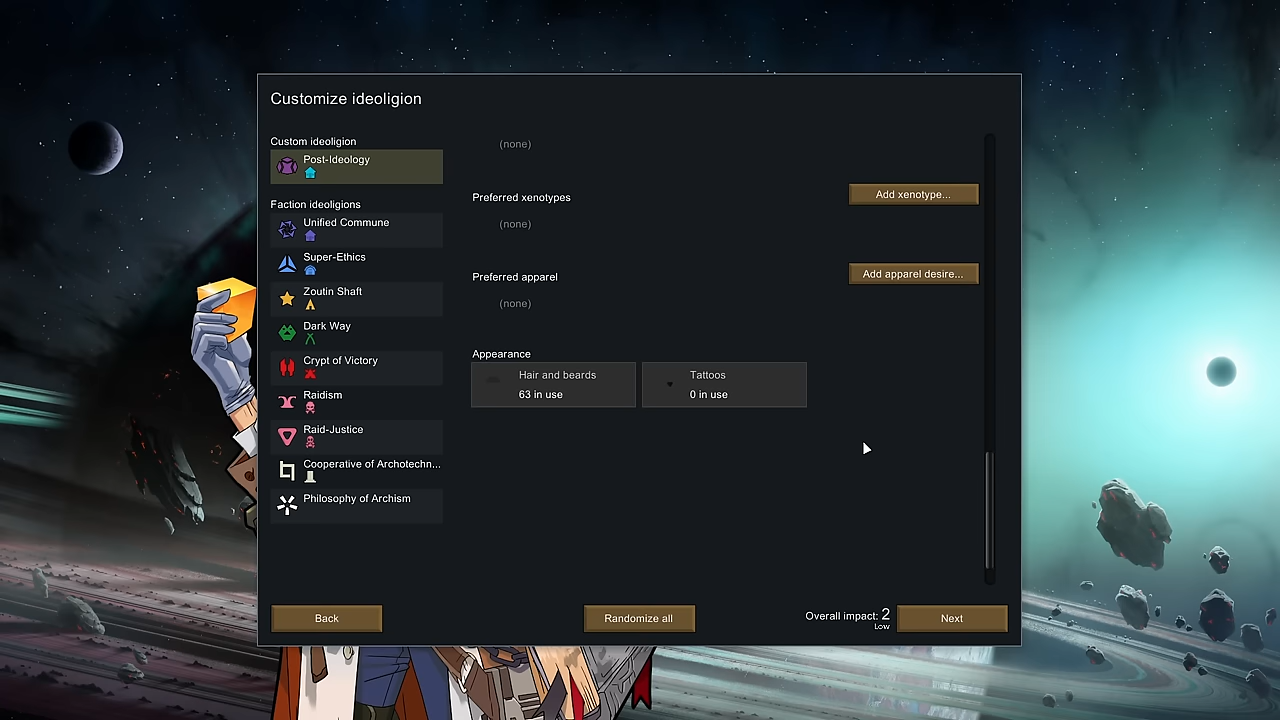 Customize ideoligion
Custom ideoligion
Post-Ideology
Faction ideoligions
Unified Commune
Super-Ethics
Zoutin Shaft
Dark Way
Crypt of Victory
Raidism
Raid-Justice
Cooperative of Archotechn...
Philosophy of Archism
(none)
Preferred xenotypes
Add xenotype...
(none)
Preferred apparel
Add apparel desire...
(none)
Appearance
Hair and beards
63 in use
Tattoos
0 in use
Back
Randomize all
Overall impact: 2
Low
Next